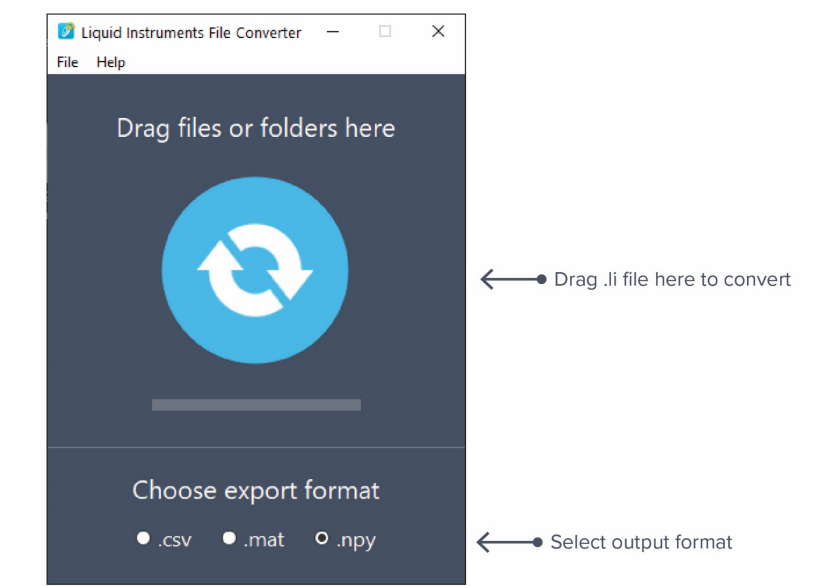 Liquid Instruments File Converter
File Help
Drag files or folders here
Drag .li file here to convert
Choose export format
.csv .mat .npy
Select output format